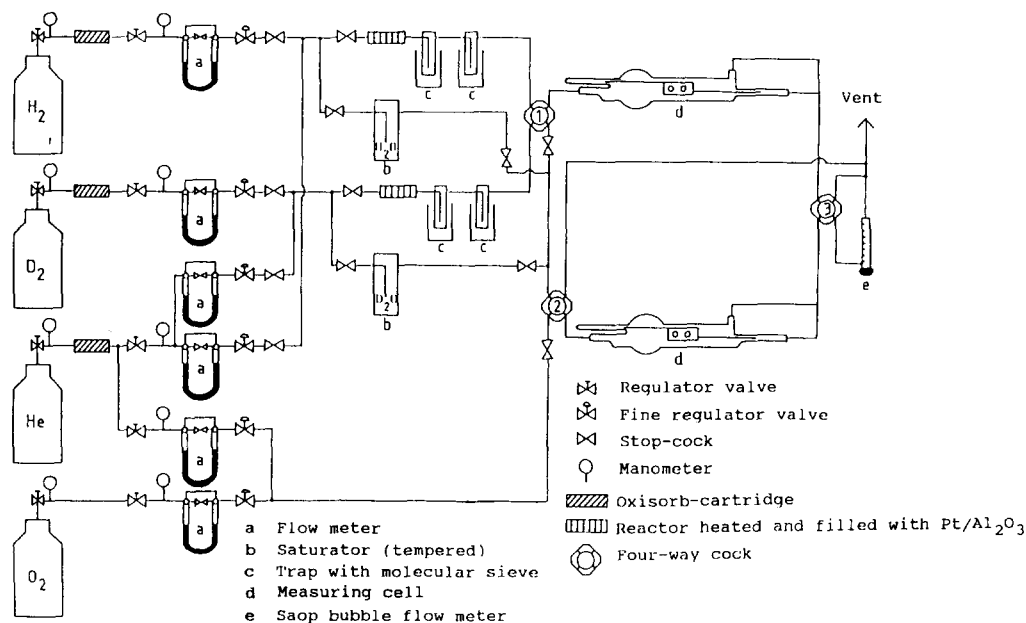 H2
a
c c
1
d
Vent
H2O
b
D2
a
c c
3
e
a
D2O
b
2
He
a
d
a
O2
a
Regulator valve
Fine regulator valve
Stop-cock
Manometer
Oxisorb-cartridge
Reactor heated and filled with Pt/Al2O3
Four-way cock
a Flow meter
b Saturator (tempered)
c Trap with molecular sieve
d Measuring cell
e Saop bubble flow meter